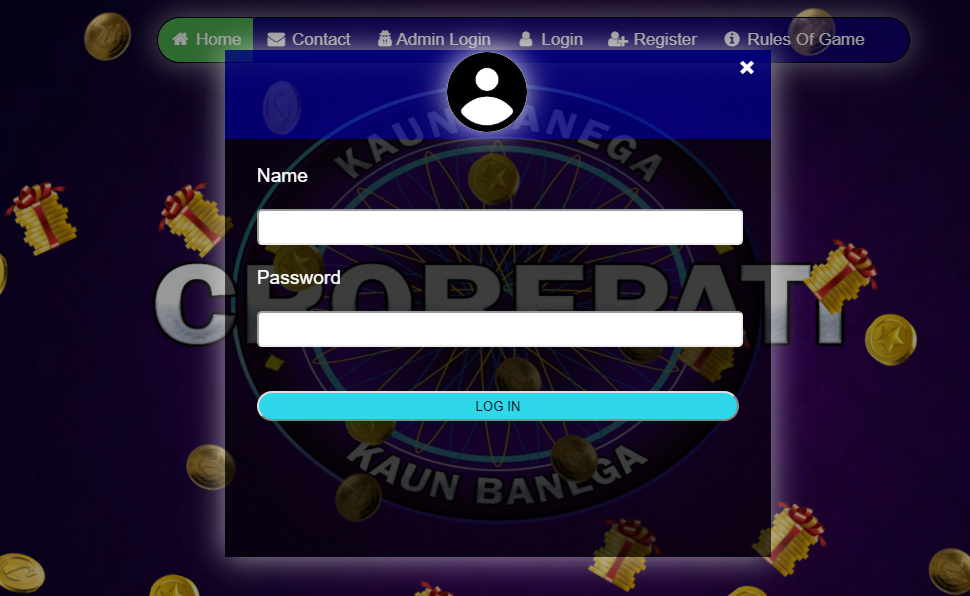 Home Contact Admin Login Login Register Rules Of Game
KAUN BANEGA
Name
CROREPATI
Password
LOG IN
KAUN BANEGA